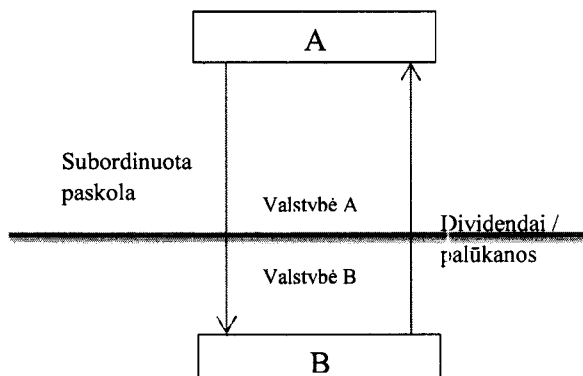 A
Subordinuota
paskola
Valstybė A
Dividendai /
palūkanos
Valstybė B
B